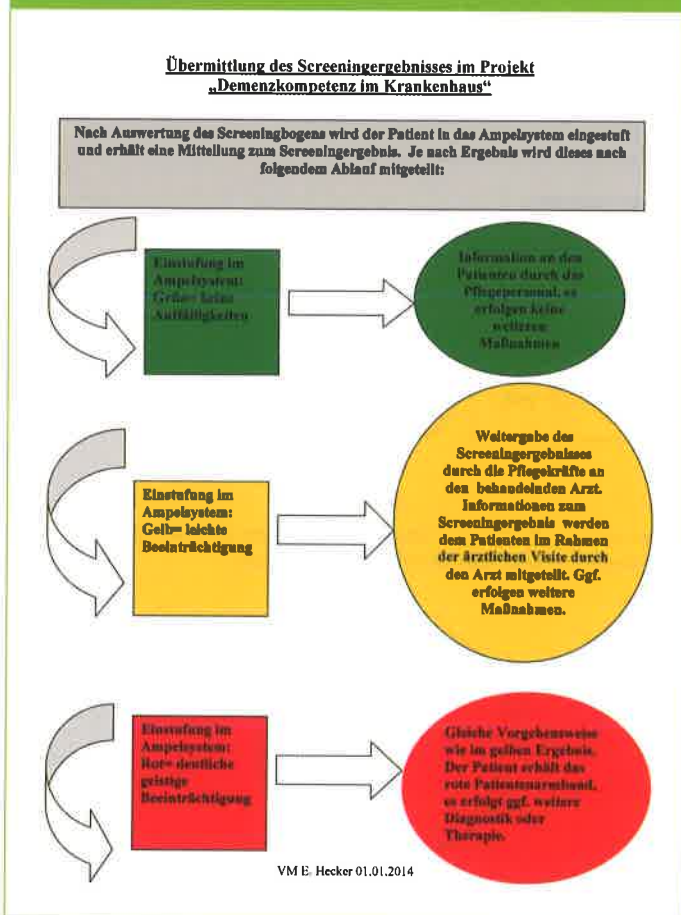 Übermittlung des Screeningergebnisses im Projekt
„Demenzkompetenz im Krankenhaus“
Nach Auswertung des Screeningbogens wird der Patient in das Ampelsystem eingestuft
und erhält eine Mitteilung zum Screeningergebnis. Je nach Ergebnis wird dieses nach
folgendem Ablauf mitgeteilt:
Einstufung im
Ampelsystem:
Grün= keine
Auffälligkeiten
Information an den
Patienten durch das
Pflegepersonal, es
erfolgen keine
weiteren
Maßnahmen
Einstufung im
Ampelsystem:
Gelb= leichte
Beeinträchtigung
Weitergabe des
Screeningergebnisses
durch die Pflegekräfte an
den behandelnden Arzt.
Informationen zum
Screeningergebnis werden
dem Patienten im Rahmen
der ärztlichen Visite durch
den Arzt mitgeteilt. Ggf.
erfolgen weitere
Maßnahmen.
Einstufung im
Ampelsystem:
Rot= deutliche
geistige
Beeinträchtigung
Gleiche Vorgehensweise
wie im gelben Ergebnis.
Der Patient erhält das
rote Patientenarmband,
es erfolgt ggf. weitere
Diagnostik oder
Therapie.
VM E. Hecker 01.01.2014